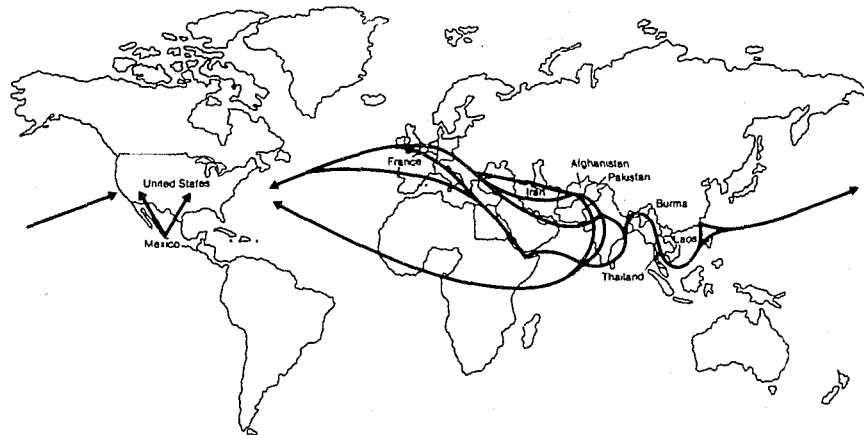 France
United States
Mexico
Iran
Afghanistan
Pakistan
Burma
Laos
Thailand